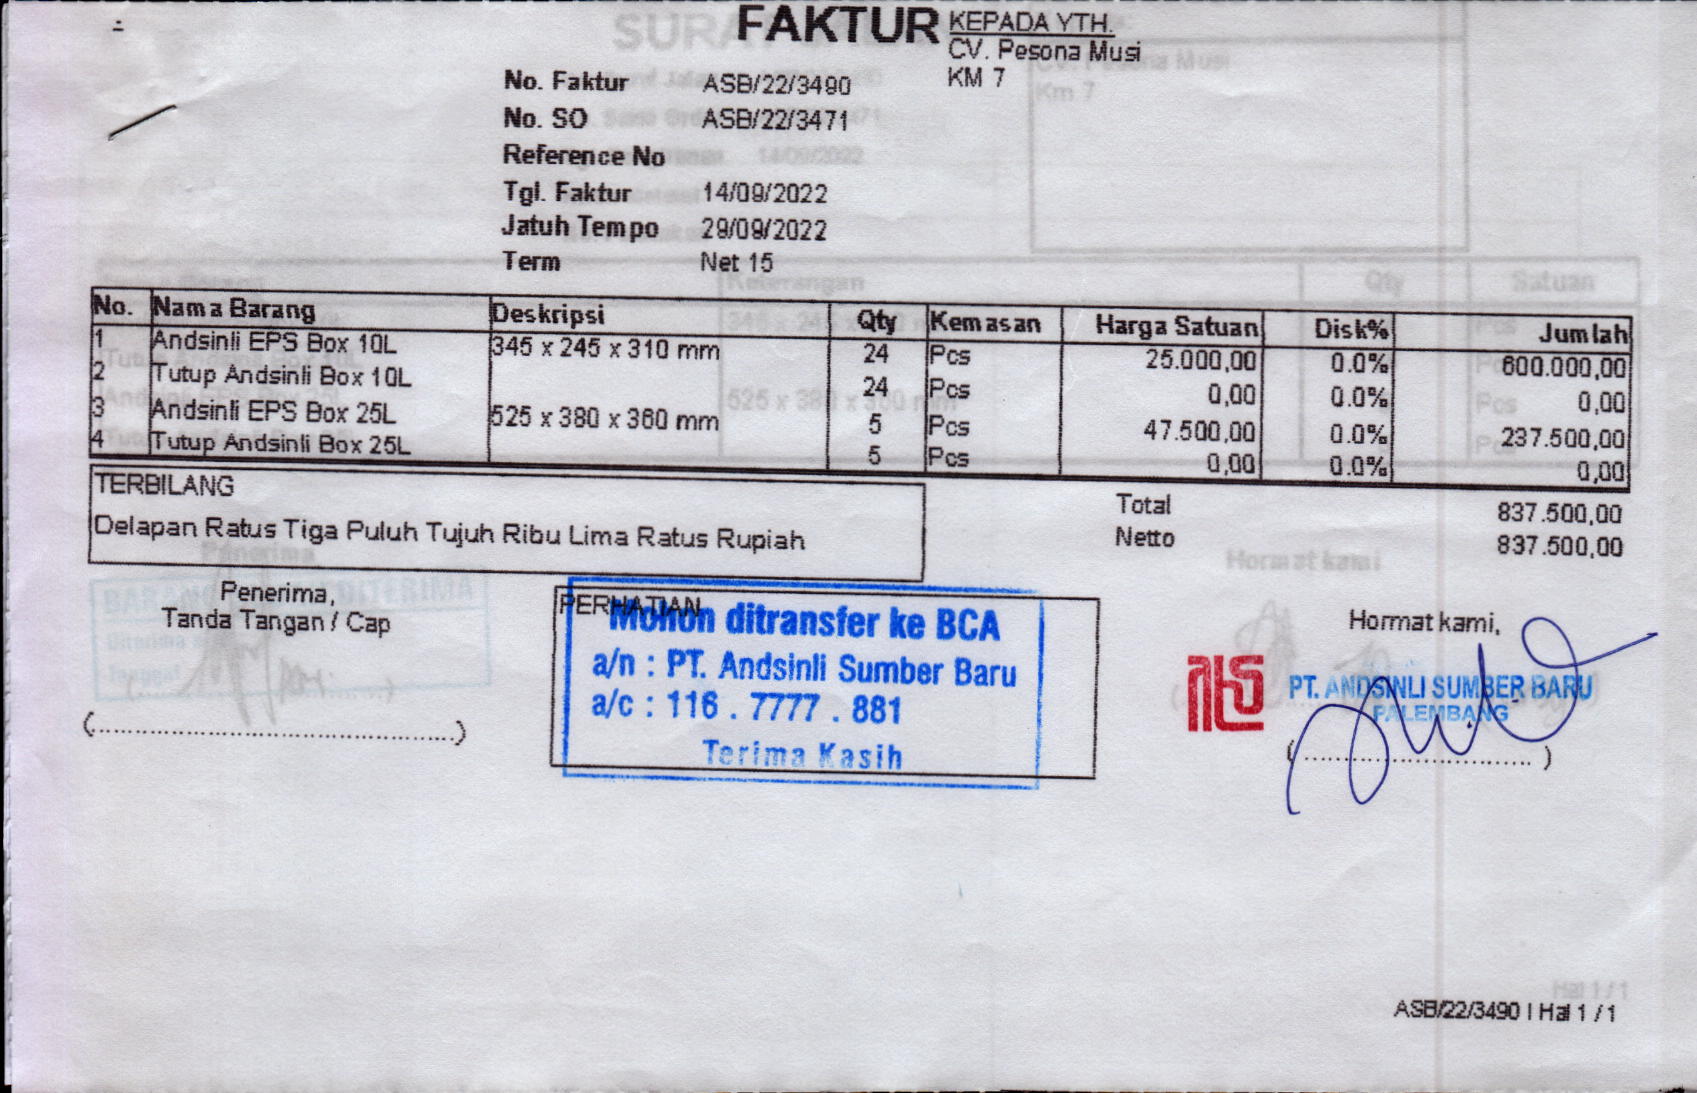 FAKTUR
KEPADA YTH.
CV. Pesona Musi
KM 7
No. Faktur ASB/22/3490
No. SO ASB/22/3471
Reference No
Tgl. Faktur 14/09/2022
Jatuh Tempo 29/09/2022
Term Net 15
No. Nama Barang Deskripsi Qty Kemasan Harga Satuan Disk% Jumlah
1 Andsinli EPS Box 10L 345 x 245 x 310 mm 24 Pcs 25.000,00 0.0% 600.000,00
2 Tutup Andsinli Box 10L 24 Pcs 0,00 0.0% 0,00
3 Andsinli EPS Box 25L 525 x 380 x 360 mm 5 Pcs 47.500,00 0.0% 237.500,00
4 Tutup Andsinli Box 25L 5 Pcs 0,00 0.0% 0,00
TERBILANG
Delapan Ratus Tiga Puluh Tujuh Ribu Lima Ratus Rupiah
Total 837.500,00
Netto 837.500,00
Penerima,
Tanda Tangan / Cap
PERHATIAN
Mohon ditransfer ke BCA
a/n : PT. Andsinli Sumber Baru
a/c : 116 . 7777 . 881
Terima Kasih
Hormat kami,
PT. ANDSINLI SUMBER BARU
PALEMBANG
ASB/22/3490 | Hal 1 / 1